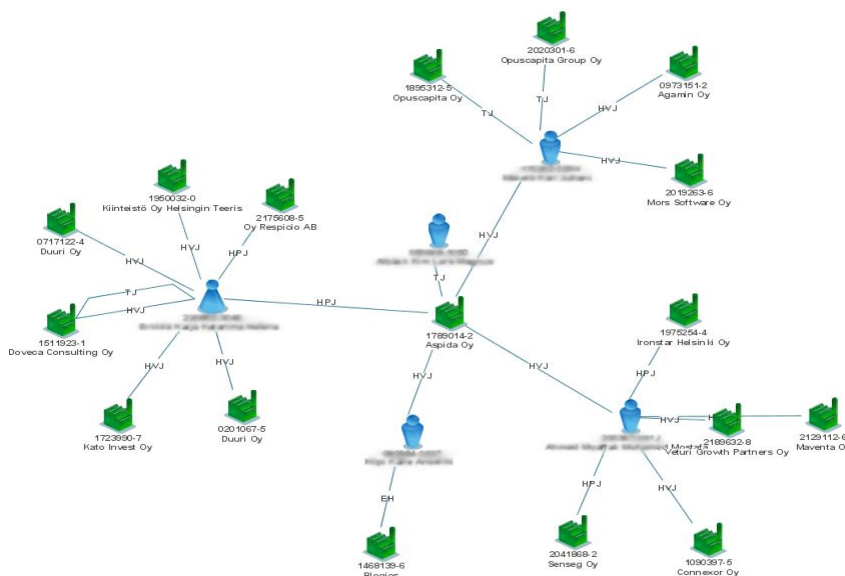 2020301-6
Opuscapita Group Oy
1895312-5
Opuscapita Oy
0973151-2
Agamin Oy
TJ
TJ
HVJ
HVJ
2019263-6
Mors Software Oy
1950032-0
Kiinteistö Oy Helsingin Teeris
2175608-5
Oy Respicio AB
0717122-4
Duuri Oy
HVJ
HVJ
HPJ
HVJ
TJ
TJ
HVJ
HPJ
1511923-1
Doveca Consulting Oy
1789014-2
Aspida Oy
1975254-4
Ironstar Helsinki Oy
HVJ
HVJ
HVJ
HVJ
HPJ
1723990-7
Kato Invest Oy
0201067-5
Duuri Oy
HVJ
2189632-8
Veturi Growth Partners Oy
2129112-6
Maventa O
EH
HPJ
HVJ
1468139-6
2041868-2
Senseg Oy
1090397-5
Connexor Oy